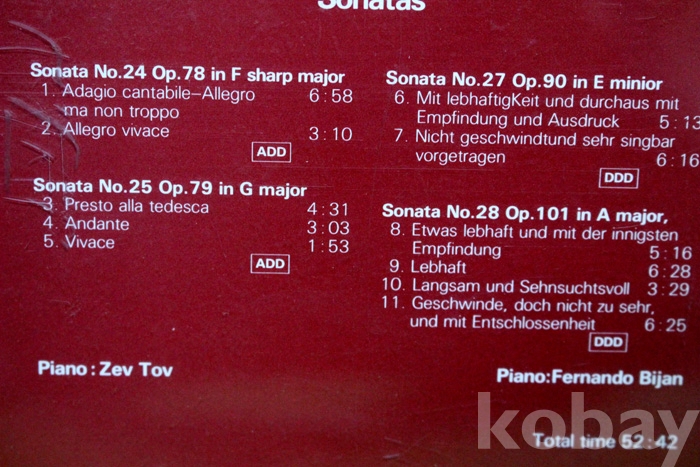 Sonatas
Sonata No.24 Op.78 in F sharp major
1. Adagio cantabile–Allegro 6:58
ma non troppo
2. Allegro vivace 3:10
ADD
Sonata No.25 Op.79 in G major
3. Presto alla tedesca 4:31
4. Andante 3:03
5. Vivace 1:53
ADD
Piano : Zev Tov
Sonata No.27 Op.90 in E minior
6. Mit lebhaftigKeit und durchaus mit
Empfindung und Ausdruck 5:13
7. Nicht geschwindtund sehr singbar
vorgetragen 6:16
DDD
Sonata No.28 Op.101 in A major,
8. Etwas lebhaft und mit der innigsten
Empfindung 5:16
9. Lebhaft 6:28
10. Langsam und Sehnsuchtsvoll 3:29
11. Geschwinde, doch nicht zu sehr,
und mit Entschlossenheit 6:25
DDD
Piano:Fernando Bijan
kobay
Total time 52:42